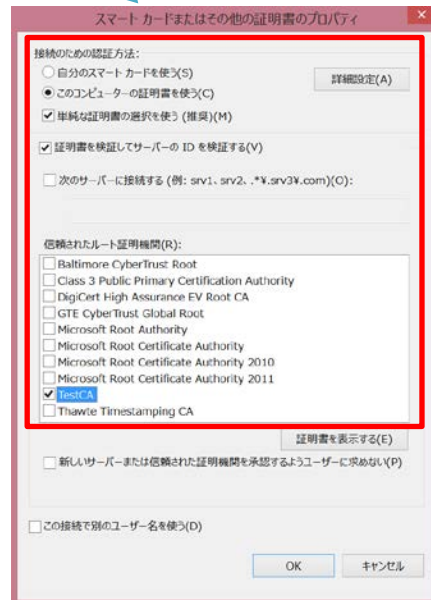 スマート カードまたはその他の証明書のプロパティ
接続のための認証方法:
自分のスマート カードを使う(S)
詳細設定(A)
このコンピューターの証明書を使う(C)
単純な証明書の選択を使う (推奨)(M)
証明書を検証してサーバーの ID を検証する(V)
次のサーバーに接続する (例: srv1、srv2、.*¥.srv3¥.com)(O):
信頼されたルート証明機関(R):
Baltimore CyberTrust Root
Class 3 Public Primary Certification Authority
DigiCert High Assurance EV Root CA
GTE CyberTrust Global Root
Microsoft Root Authority
Microsoft Root Certificate Authority
Microsoft Root Certificate Authority 2010
Microsoft Root Certificate Authority 2011
TestCA
Thawte Timestamping CA
証明書を表示する(E)
新しいサーバーまたは信頼された証明機関を承認するようユーザーに求めない(P)
この接続で別のユーザー名を使う(D)
OK
キャンセル